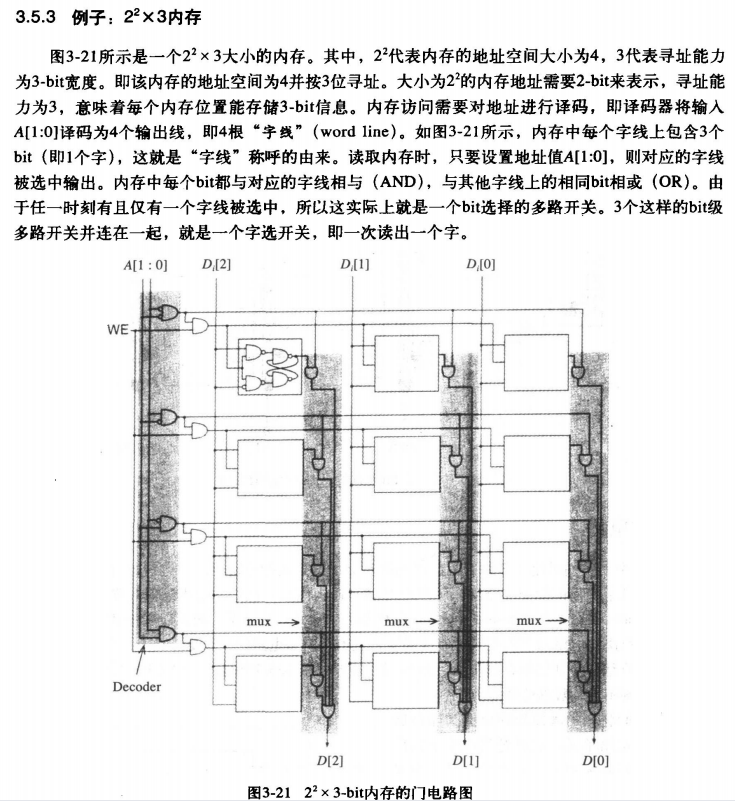 3.5.3 例子：2²×3内存
图3-21所示是一个2²×3大小的内存。其中，2²代表内存的地址空间大小为4，3代表寻址能力
为3-bit宽度。即该内存的地址空间为4并按3位寻址。大小为2²的内存地址需要2-bit来表示，寻址能
力为3，意味着每个内存位置能存储3-bit信息。内存访问需要对地址进行译码，即译码器将输入
A[1:0]译码为4个输出线，即4根“字线”（word line）。如图3-21所示，内存中每个字线上包含3个
bit（即1个字），这就是“字线”称呼的由来。读取内存时，只要设置地址值A[1:0]，则对应的字线
被选中输出。内存中每个bit都与对应的字线相与（AND），与其他字线上的相同bit相或（OR）。由
于任一时刻有且仅有一个字线被选中，所以这实际上就是一个bit选择的多路开关。3个这样的bit级
多路开关并连在一起，就是一个字选开关，即一次读出一个字。
A[1：0] Dᵢ[2] Dᵢ[1] Dᵢ[0]
WE
mux mux mux
Decoder
D[2] D[1] D[0]
图3-21 2²×3-bit内存的门电路图